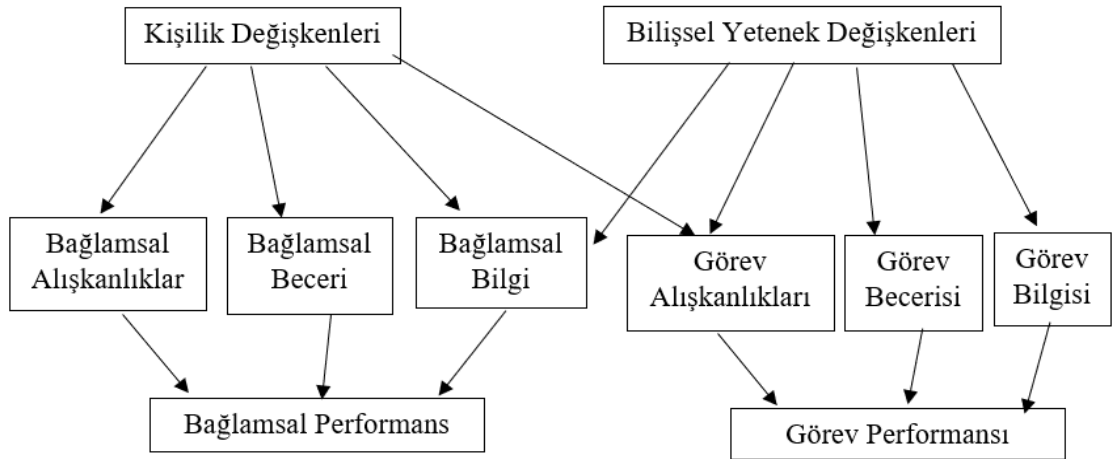 Kişilik Değişkenleri
Bilişsel Yetenek Değişkenleri
Bağlamsal
Alışkanlıklar
Bağlamsal
Beceri
Bağlamsal
Bilgi
Görev
Alışkanlıkları
Görev
Becerisi
Görev
Bilgisi
Bağlamsal Performans
Görev Performansı